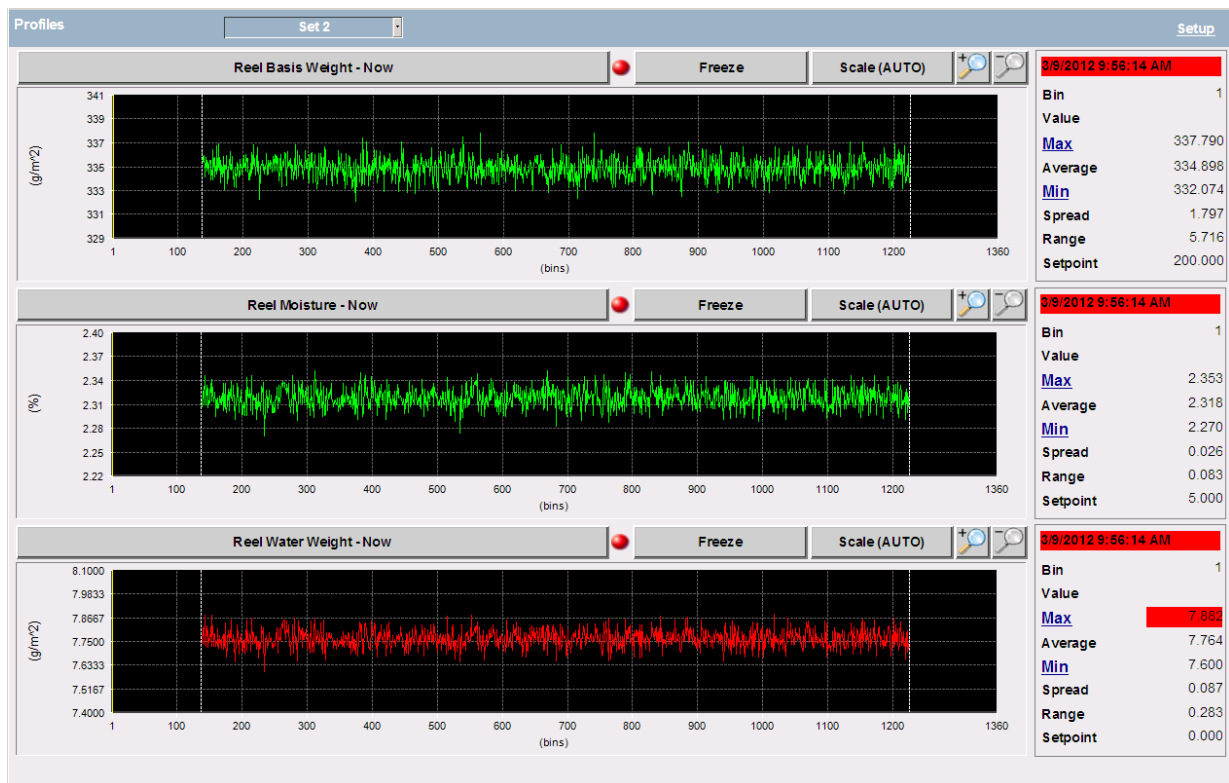 Profiles Set 2 Setup
Reel Basis Weight - Now Freeze Scale (AUTO)
341
339
337
335
333
331
329
(g/m^2)
1 100 200 300 400 500 600 700 800 900 1000 1100 1200 1360
(bins)
3/9/2012 9:56:14 AM
Bin 1
Value
Max 337.790
Average 334.898
Min 332.074
Spread 1.797
Range 5.716
Setpoint 200.000
Reel Moisture - Now Freeze Scale (AUTO)
2.40
2.37
2.34
2.31
2.28
2.25
2.22
(%)
1 100 200 300 400 500 600 700 800 900 1000 1100 1200 1360
(bins)
3/9/2012 9:56:14 AM
Bin 1
Value
Max 2.353
Average 2.318
Min 2.270
Spread 0.026
Range 0.083
Setpoint 5.000
Reel Water Weight - Now Freeze Scale (AUTO)
8.1000
7.9833
7.8667
7.7500
7.6333
7.5167
7.4000
(g/m^2)
1 100 200 300 400 500 600 700 800 900 1000 1100 1200 1360
(bins)
3/9/2012 9:56:14 AM
Bin 1
Value
Max 7.882
Average 7.764
Min 7.600
Spread 0.087
Range 0.283
Setpoint 0.000